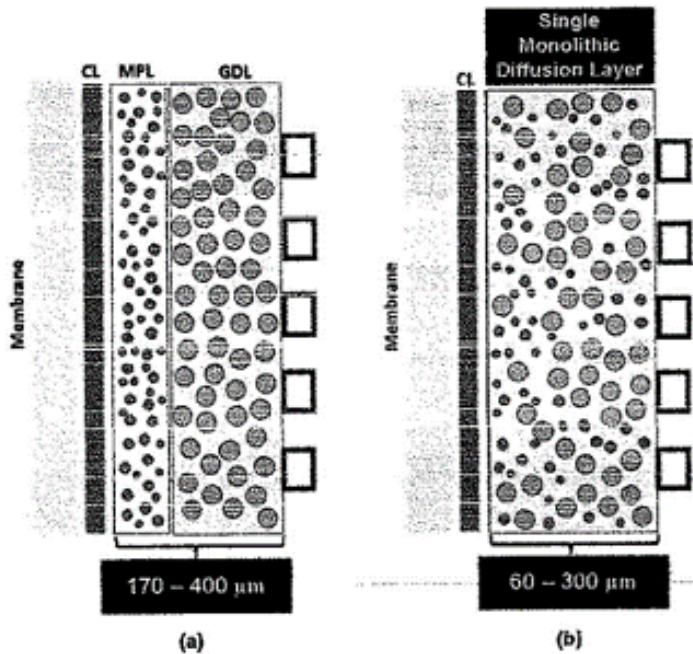 CL MPL GDL
Membrane
170 – 400 µm
(a)
Single
Monolithic
Diffusion Layer
CL
Membrane
60 – 300 µm
(b)